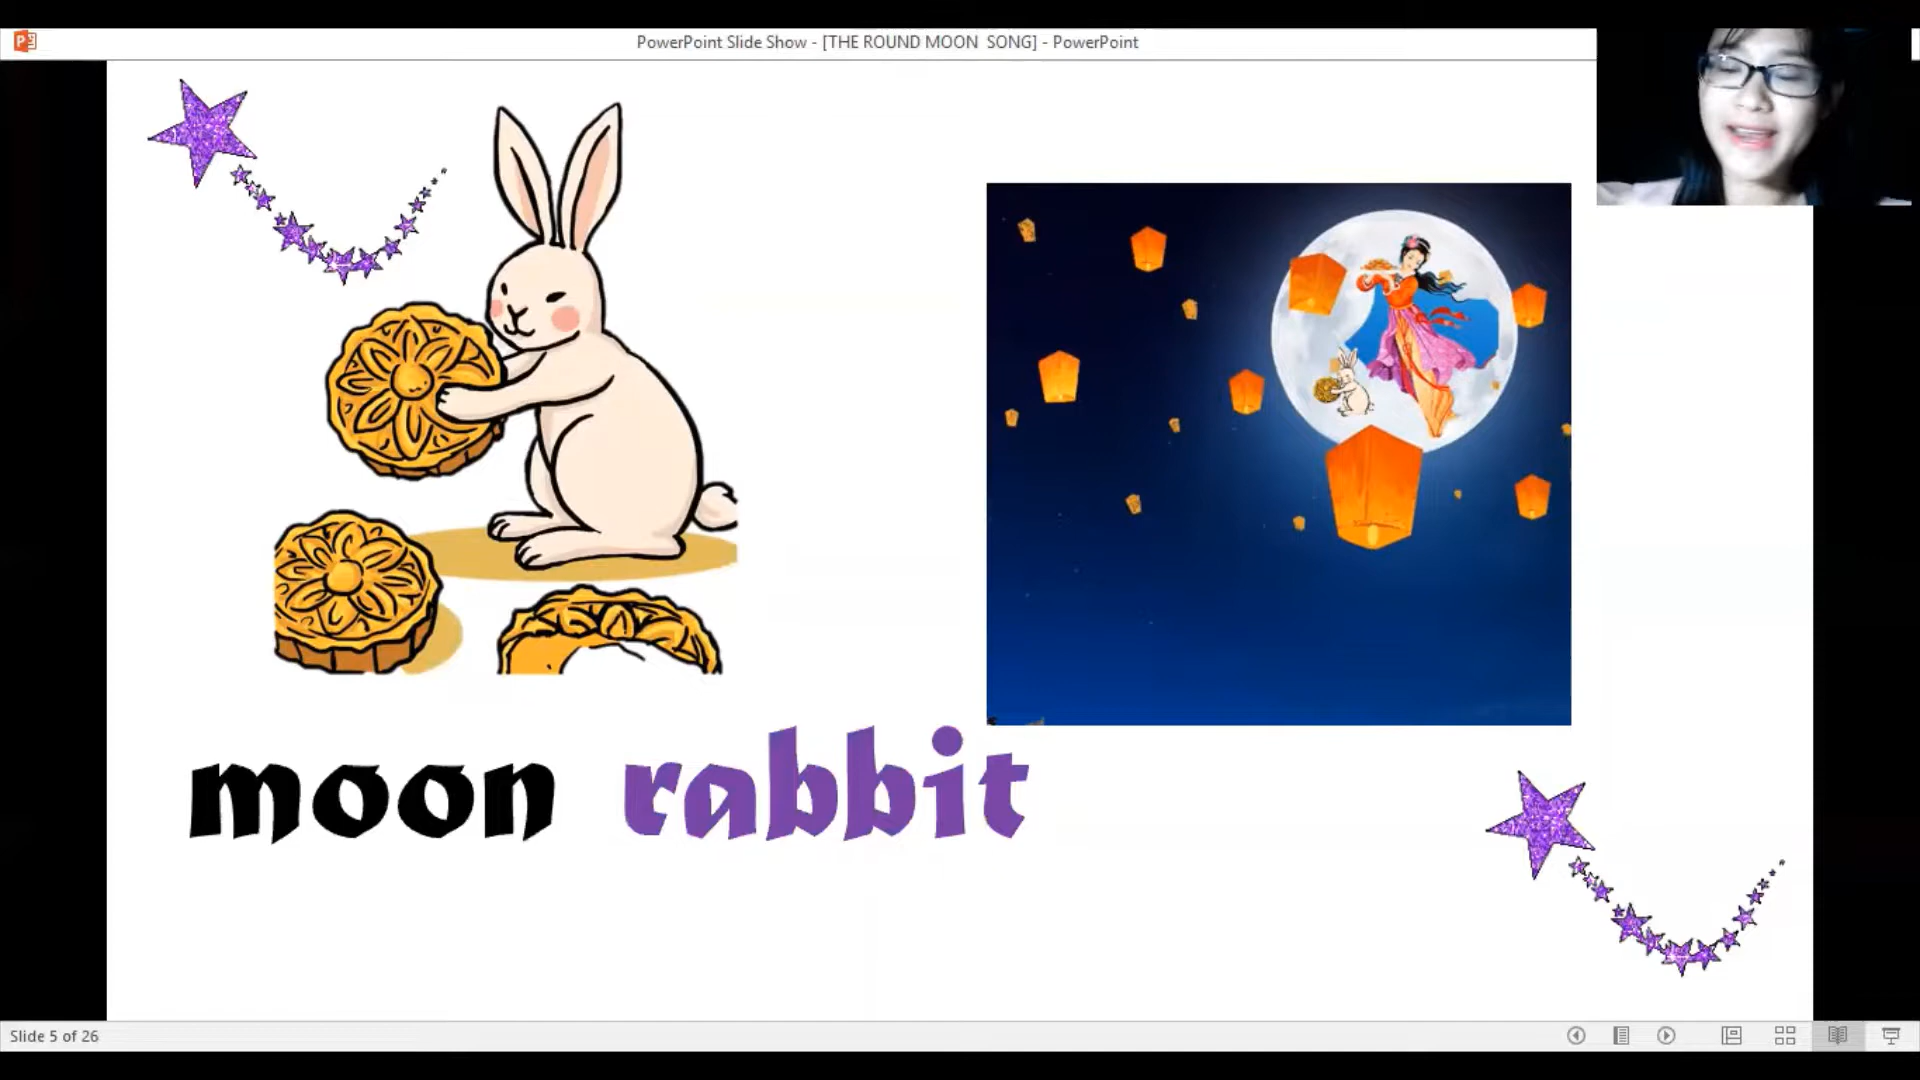 PowerPoint Slide Show - [THE ROUND MOON  SONG] - PowerPoint
moon rabbit
Slide 5 of 26